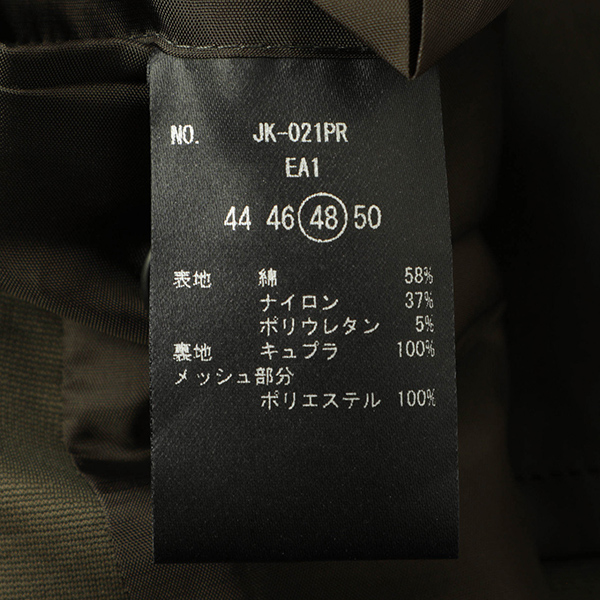 NO. JK-021PR
EA1
44 46 48 50
表地 綿 58%
ナイロン 37%
ポリウレタン 5%
裏地 キュプラ 100%
メッシュ部分
ポリエステル 100%